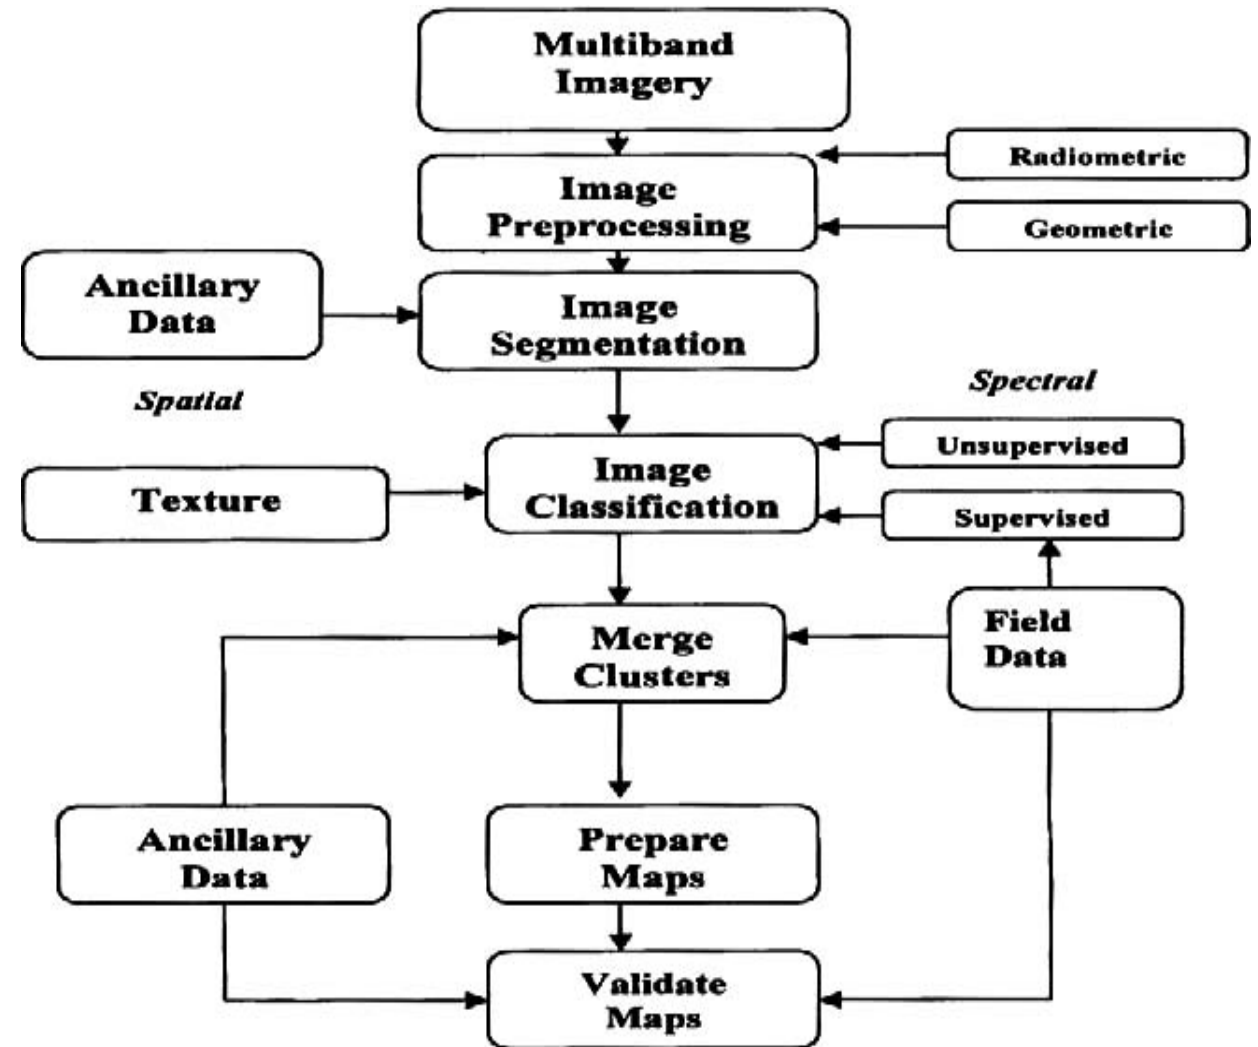 Multiband
Imagery
Radiometric
Image
Preprocessing
Geometric
Ancillary
Data
Image
Segmentation
Spatial
Spectral
Unsupervised
Image
Classification
Texture
Supervised
Merge
Clusters
Field
Data
Ancillary
Data
Prepare
Maps
Validate
Maps